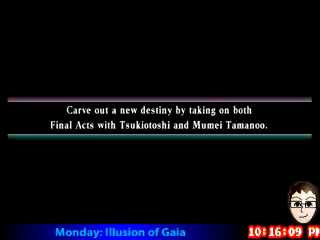 Carve out a new destiny by taking on both
Final Acts with Tsukiotoshi and Mumei Tamanoo.
Monday: Illusion of Gaia
10:16:09 PM